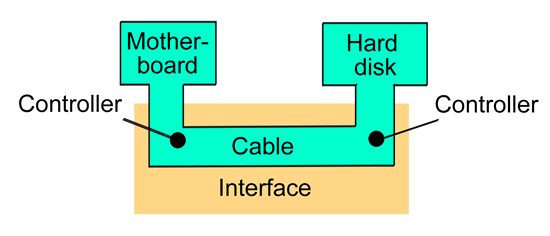 Mother-
board
Hard
disk
Controller
Controller
Cable
Interface